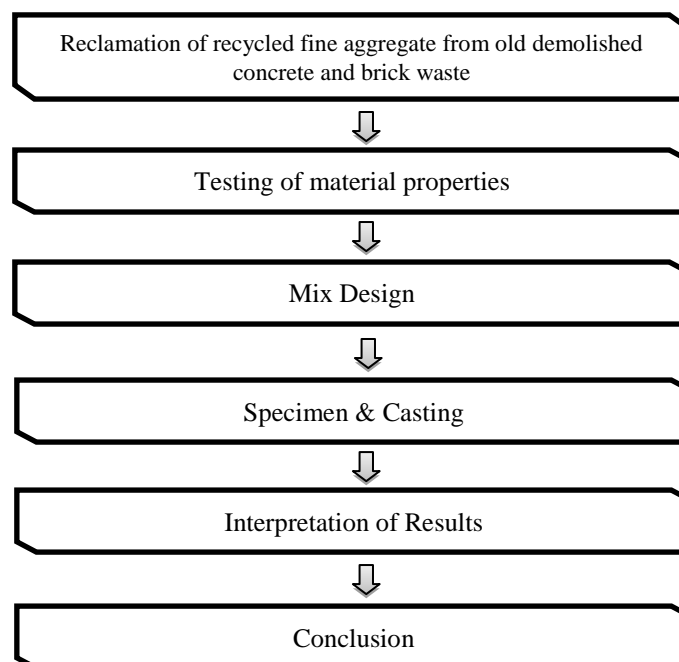 Reclamation of recycled fine aggregate from old demolished
concrete and brick waste
Testing of material properties
Mix Design
Specimen & Casting
Interpretation of Results
Conclusion